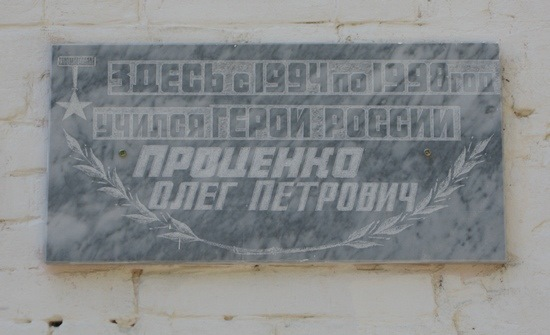 ЗДЕСЬ с 1994 по 1998 год
учился ГЕРОЙ РОССИИ
ПРОЦЕНКО
ОЛЕГ ПЕТРОВИЧ